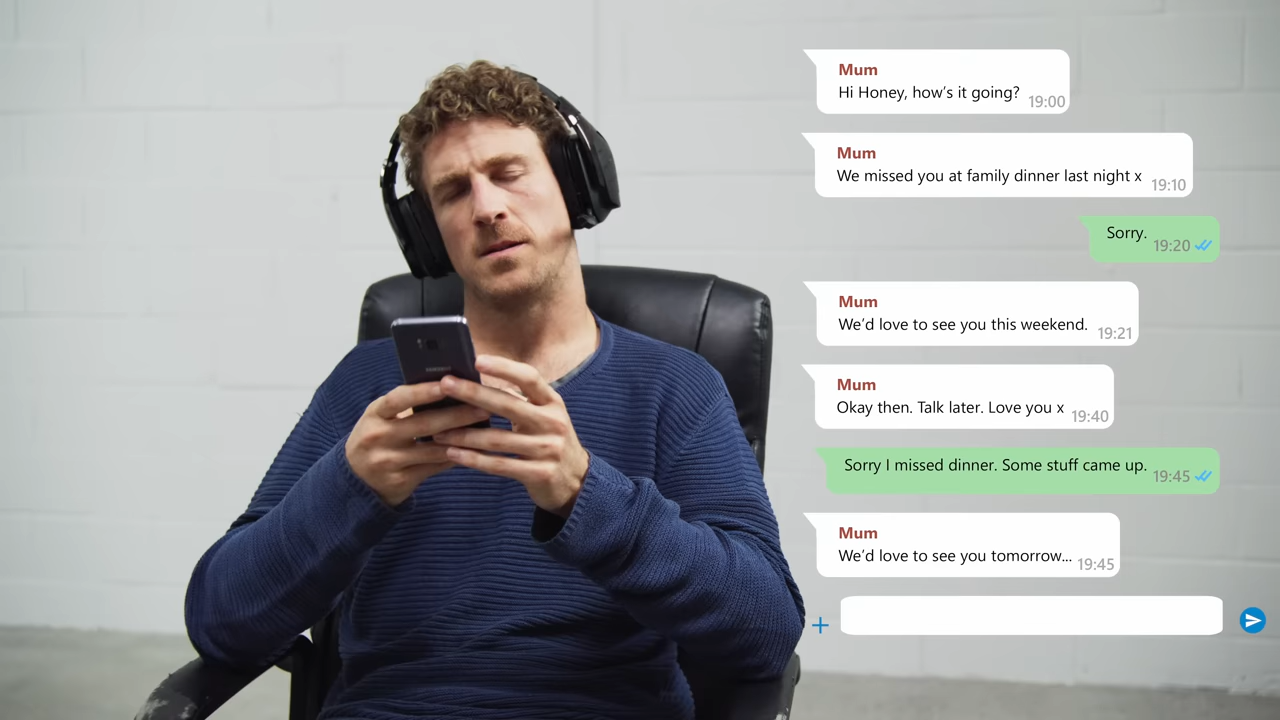 Mum
Hi Honey, how's it going?
19:00
Mum
We missed you at family dinner last night x
19:10
Sorry.
19:20
Mum
We'd love to see you this weekend.
19:21
Mum
Okay then. Talk later. Love you x
19:40
Sorry I missed dinner. Some stuff came up.
19:45
Mum
We'd love to see you tomorrow...
19:45
SAMSUNG